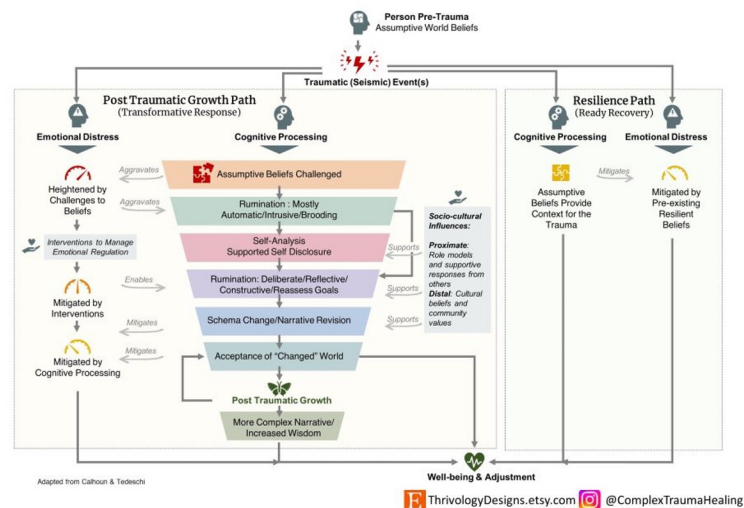 Person Pre-Trauma
Assumptive World Beliefs
Traumatic (Seismic) Event(s)
Post Traumatic Growth Path
(Transformative Response)
Emotional Distress
Cognitive Processing
Aggravates
Assumptive Beliefs Challenged
Heightened by
Challenges to
Beliefs
Aggravates
Rumination : Mostly
Automatic/Intrusive/Brooding
Interventions to Manage
Emotional Regulation
Self-Analysis
Supported Self Disclosure
Supports
Enables
Rumination: Deliberate/Reflective/
Constructive/Reassess Goals
Supports
Mitigated by
Interventions
Mitigates
Schema Change/Narrative Revision
Supports
Mitigates
Acceptance of "Changed" World
Mitigated by
Cognitive Processing
Post Traumatic Growth
More Complex Narrative/
Increased Wisdom
Socio-cultural
Influences:
Proximate:
Role models
and supportive
responses from
others
Distal: Cultural
beliefs and
community
values
Resilience Path
(Ready Recovery)
Cognitive Processing
Emotional Distress
Mitigates
Assumptive
Beliefs Provide
Context for the
Trauma
Mitigated by
Pre-existing
Resilient
Beliefs
Well-being & Adjustment
Adapted from Calhoun & Tedeschi
E ThrivologyDesigns.etsy.com @ComplexTraumaHealing